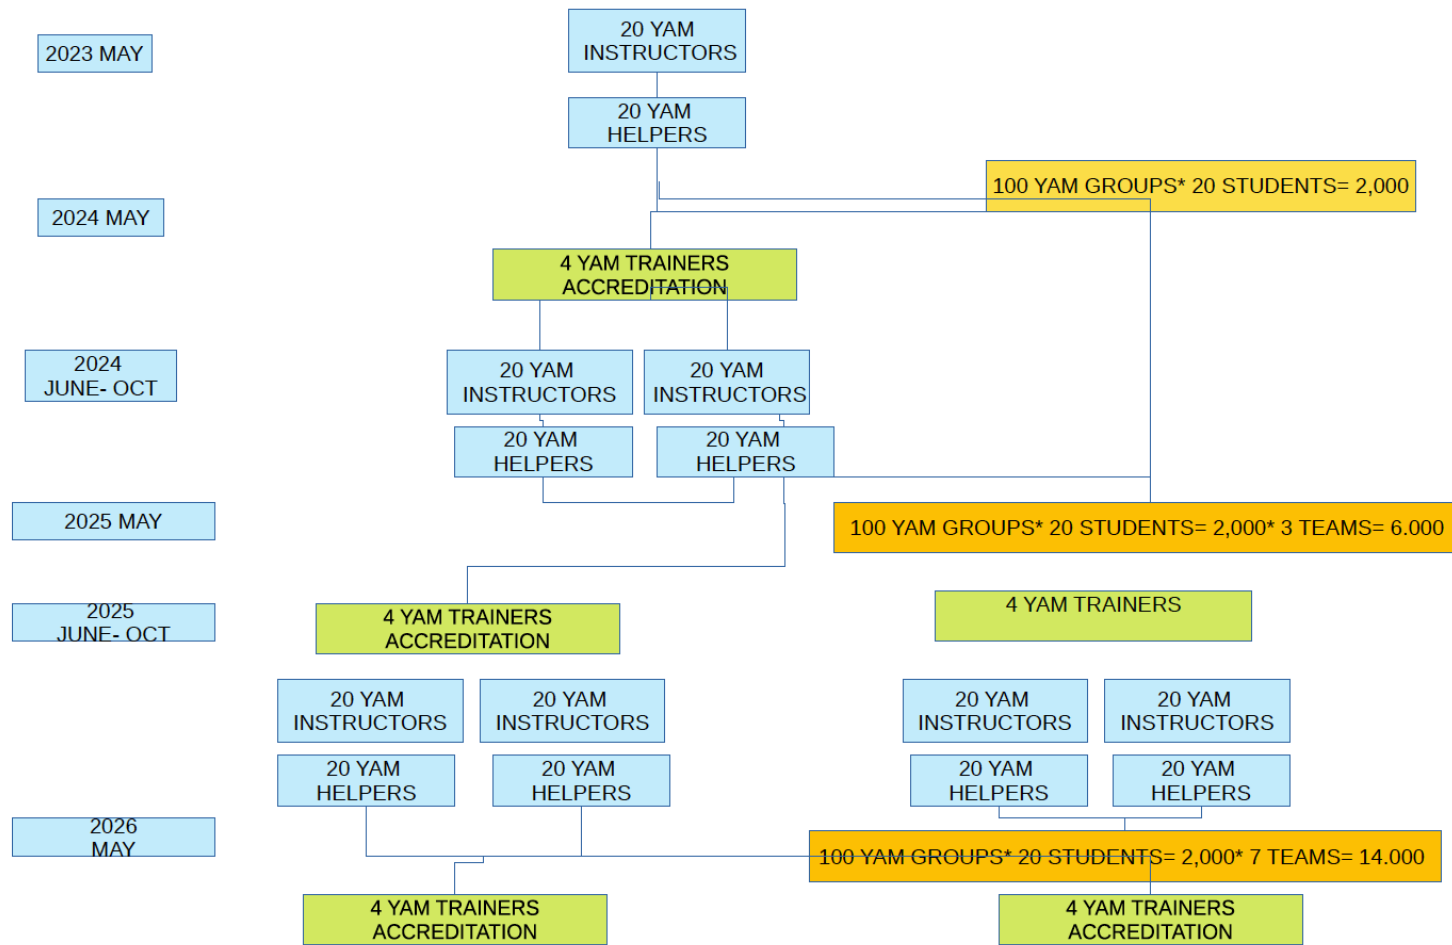 2023 MAY
20 YAM
INSTRUCTORS
20 YAM
HELPERS
100 YAM GROUPS* 20 STUDENTS= 2,000
2024 MAY
4 YAM TRAINERS
ACCREDITATION
2024
JUNE- OCT
20 YAM
INSTRUCTORS
20 YAM
INSTRUCTORS
20 YAM
HELPERS
20 YAM
HELPERS
2025 MAY
100 YAM GROUPS* 20 STUDENTS= 2,000* 3 TEAMS= 6.000
2025
JUNE- OCT
4 YAM TRAINERS
ACCREDITATION
4 YAM TRAINERS
20 YAM
INSTRUCTORS
20 YAM
INSTRUCTORS
20 YAM
INSTRUCTORS
20 YAM
INSTRUCTORS
20 YAM
HELPERS
20 YAM
HELPERS
20 YAM
HELPERS
20 YAM
HELPERS
2026
MAY
100 YAM GROUPS* 20 STUDENTS= 2,000* 7 TEAMS= 14.000
4 YAM TRAINERS
ACCREDITATION
4 YAM TRAINERS
ACCREDITATION